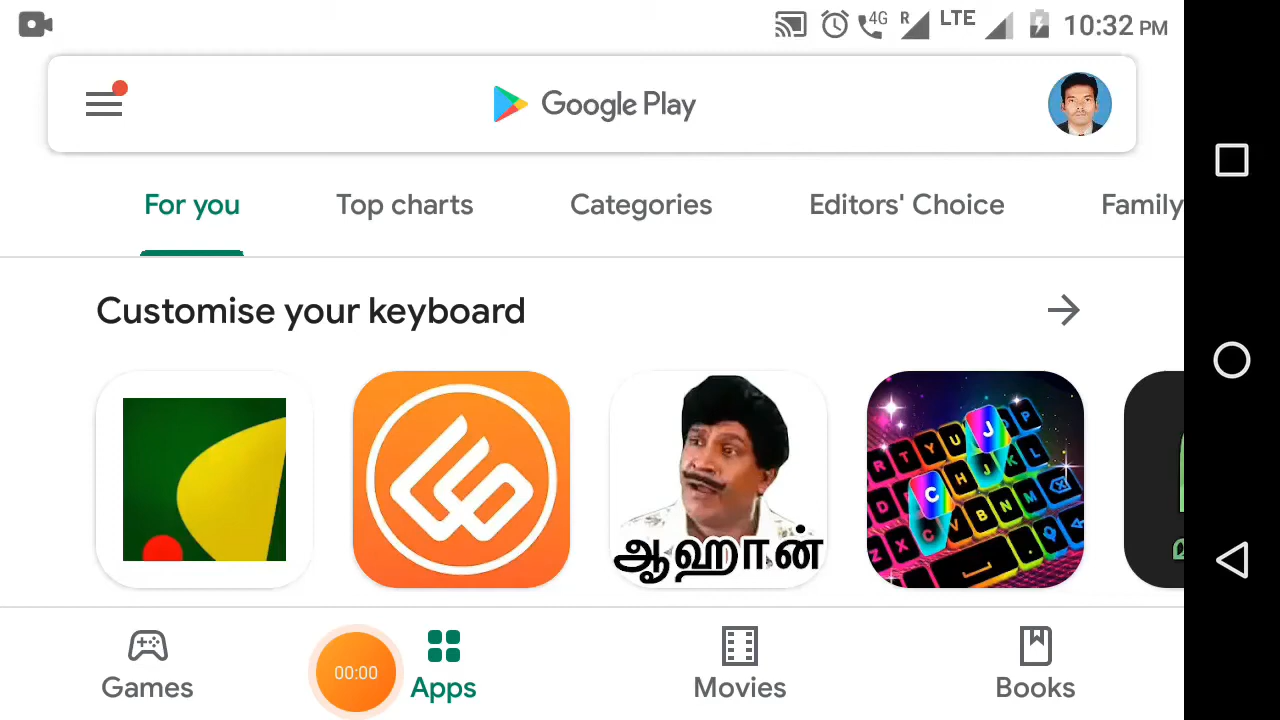 4G R LTE 10:32 PM
Google Play
For you Top charts Categories Editors' Choice Family
Customise your keyboard
ஆஹான்
00:00
Games Apps Movies Books